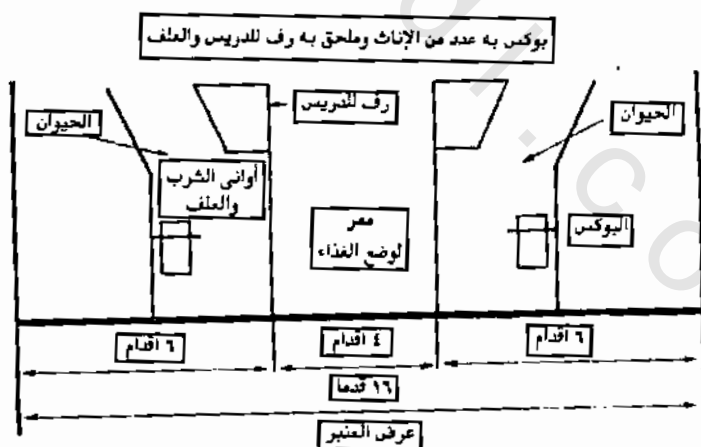 بوكس به عدد من الإناث وملحق به رف للدريس والعلف
رف للدريس
الحيوان
الحيوان
أوانى الشرب
والعلف
البوكس
ممر
لوضع الغذاء
٦ أقدام
٤ أقدام
٦ أقدام
١٦ قدما
عرض العنبر